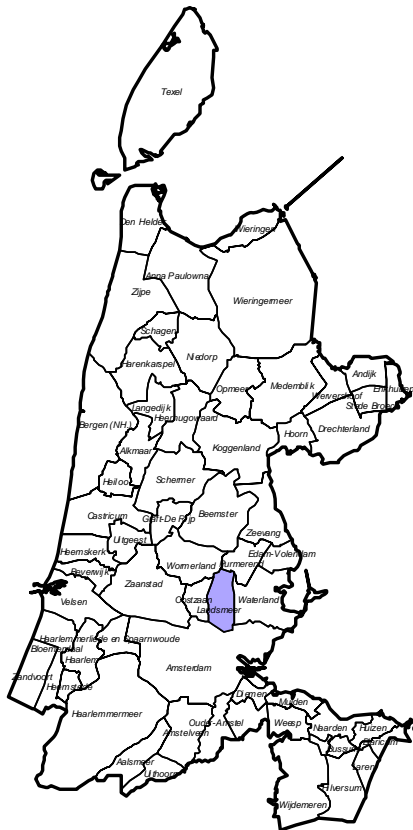 Texel
Den Helder
Wieringen
Anna Paulowna
Zijpe
Wieringermeer
Schagen
Niedorp
Harenkarspel
Andijk
Medemblik
Opmeer
Enkhuizen
Wervershoof
Stede Broec
Langedijk
Heerhugowaard
Bergen (NH.)
Drechterland
Hoorn
Koggenland
Alkmaar
Heiloo
Schermer
Beemster
Castricum
Graft-De Rijp
Zeevang
Uitgeest
Heemskerk
Edam-Volendam
Wormerland
Purmerend
Beverwijk
Zaanstad
Velsen
Oostzaan
Waterland
Landsmeer
Haarlemmerliede en Spaarnwoude
Bloemendaal
Haarlem
Amsterdam
Zandvoort
Heemstede
Diemen
Muiden
Haarlemmermeer
Ouder-Amstel
Weesp
Naarden
Huizen
Amstelveen
Blaricum
Bussum
Aalsmeer
Laren
Uithoorn
Hilversum
Wijdemeren